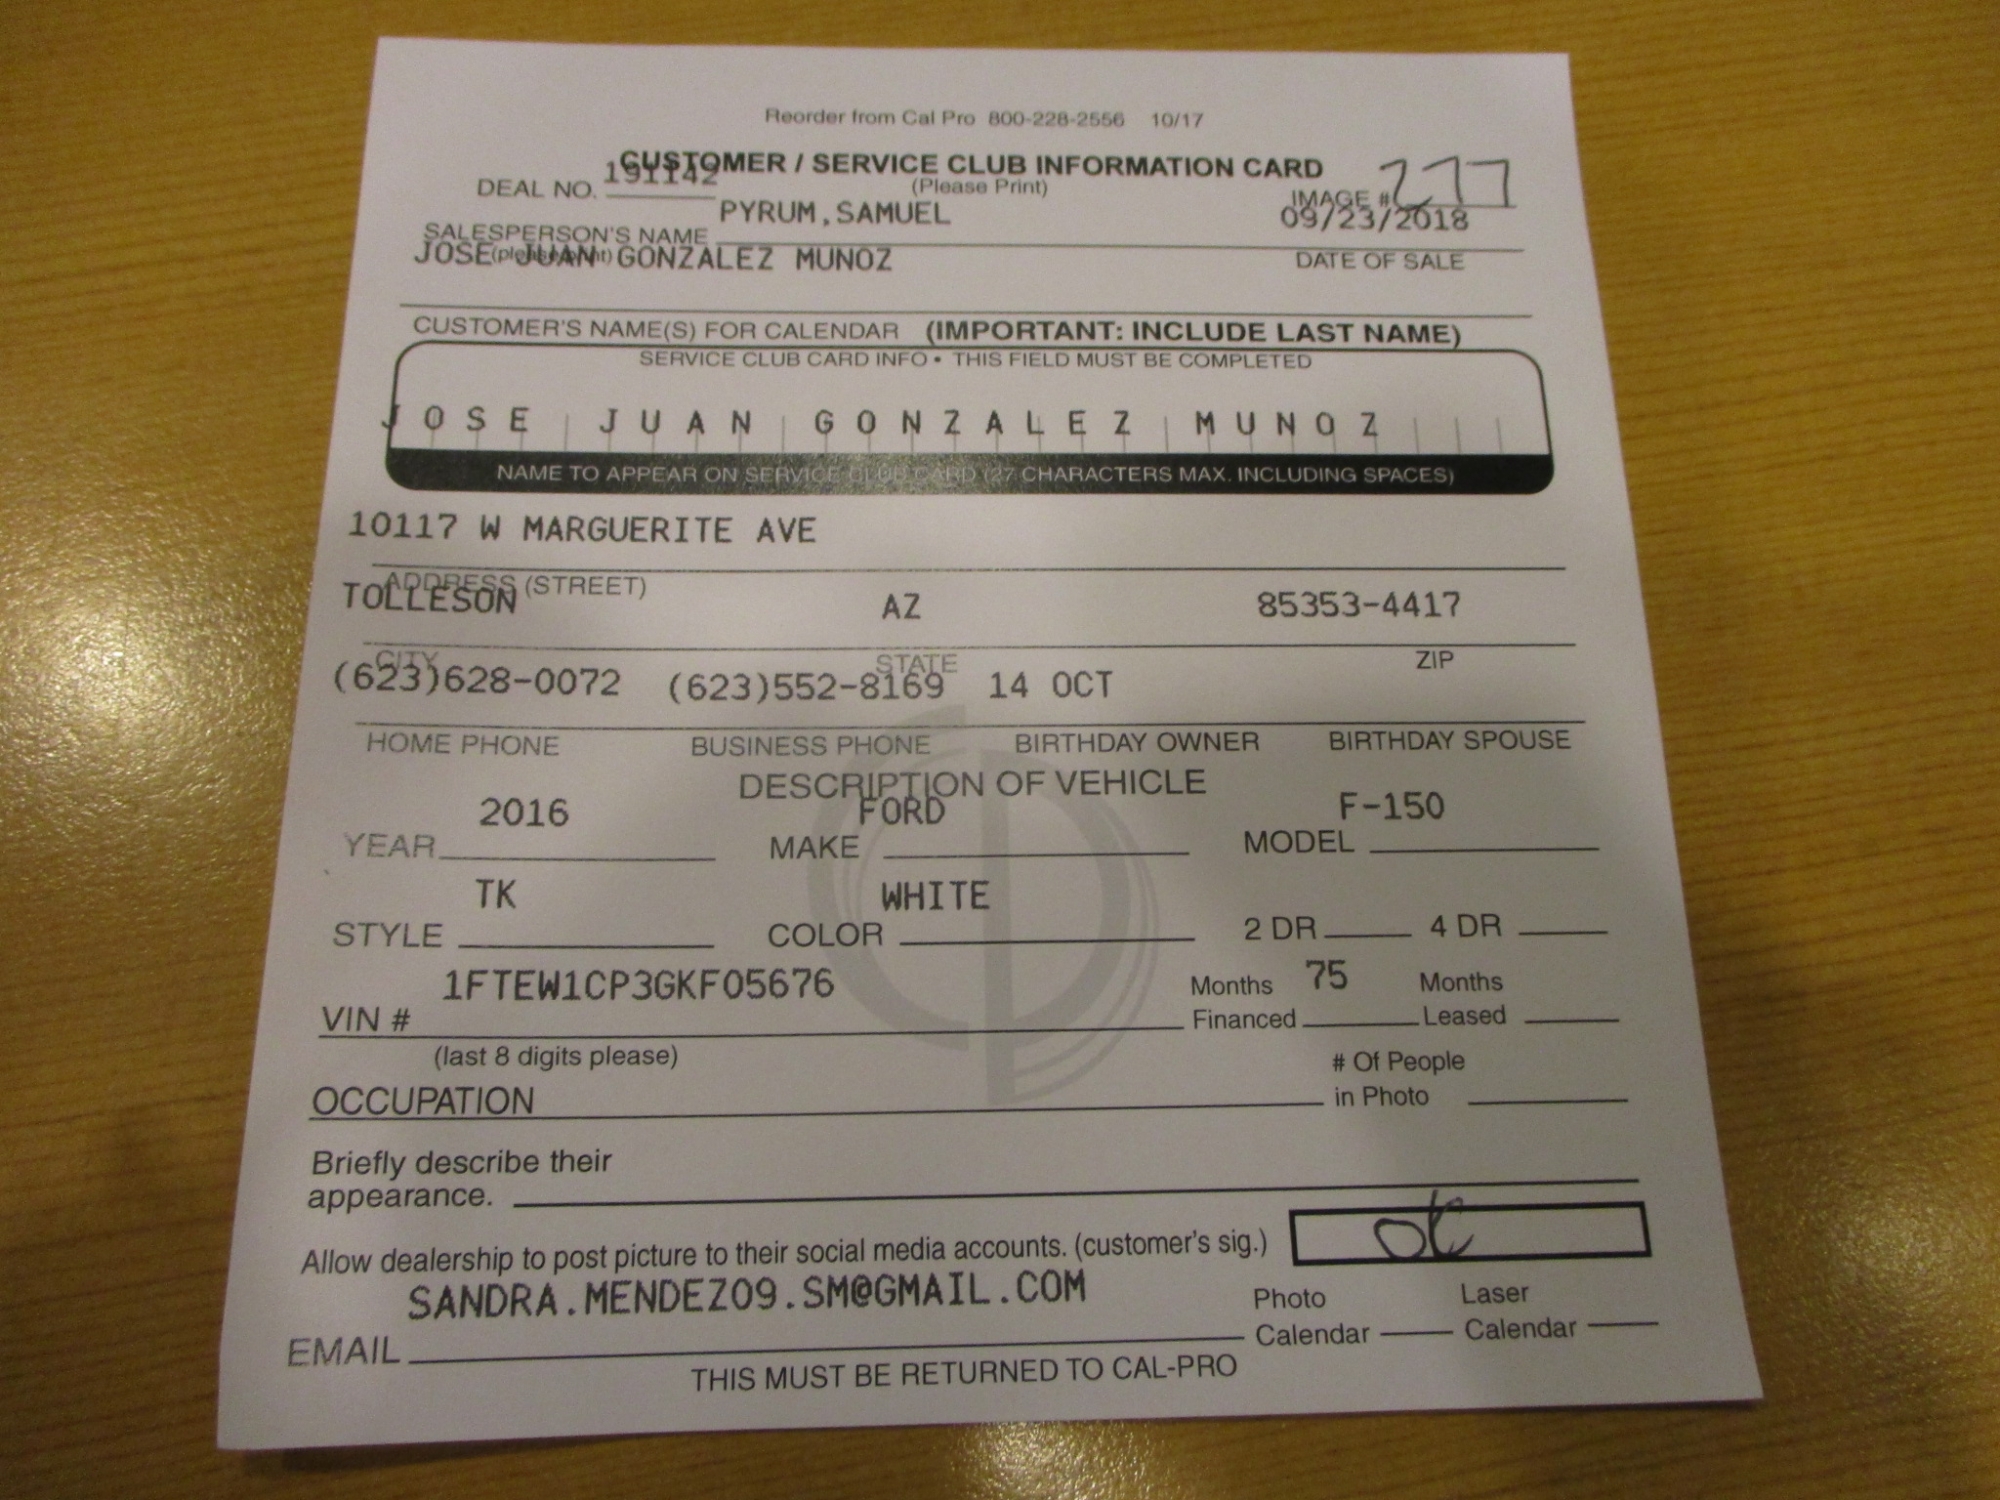 Reorder from Cal Pro 800-228-2556 10/17
CUSTOMER / SERVICE CLUB INFORMATION CARD
DEAL NO. 191142 (Please Print) IMAGE # 277
PYRUM,SAMUEL 09/23/2018
SALESPERSON'S NAME
(please print) DATE OF SALE
JOSE JUAN GONZALEZ MUNOZ
CUSTOMER'S NAME(S) FOR CALENDAR (IMPORTANT: INCLUDE LAST NAME)
SERVICE CLUB CARD INFO • THIS FIELD MUST BE COMPLETED
JOSE JUAN GONZALEZ MUNOZ
NAME TO APPEAR ON SERVICE CLUB CARD (27 CHARACTERS MAX. INCLUDING SPACES)
10117 W MARGUERITE AVE
ADDRESS (STREET)
TOLLESON AZ 85353-4417
CITY STATE ZIP
(623)628-0072 (623)552-8169 14 OCT
HOME PHONE BUSINESS PHONE BIRTHDAY OWNER BIRTHDAY SPOUSE
DESCRIPTION OF VEHICLE
2016 FORD F-150
YEAR MAKE MODEL
TK WHITE
STYLE COLOR 2 DR 4 DR
1FTEW1CP3GKF05676 Months 75 Months
VIN # Financed Leased
(last 8 digits please) # Of People
OCCUPATION in Photo
Briefly describe their
appearance.
Allow dealership to post picture to their social media accounts. (customer's sig.) ok
SANDRA.MENDEZ09.SM@GMAIL.COM Photo Laser
EMAIL Calendar Calendar
THIS MUST BE RETURNED TO CAL-PRO